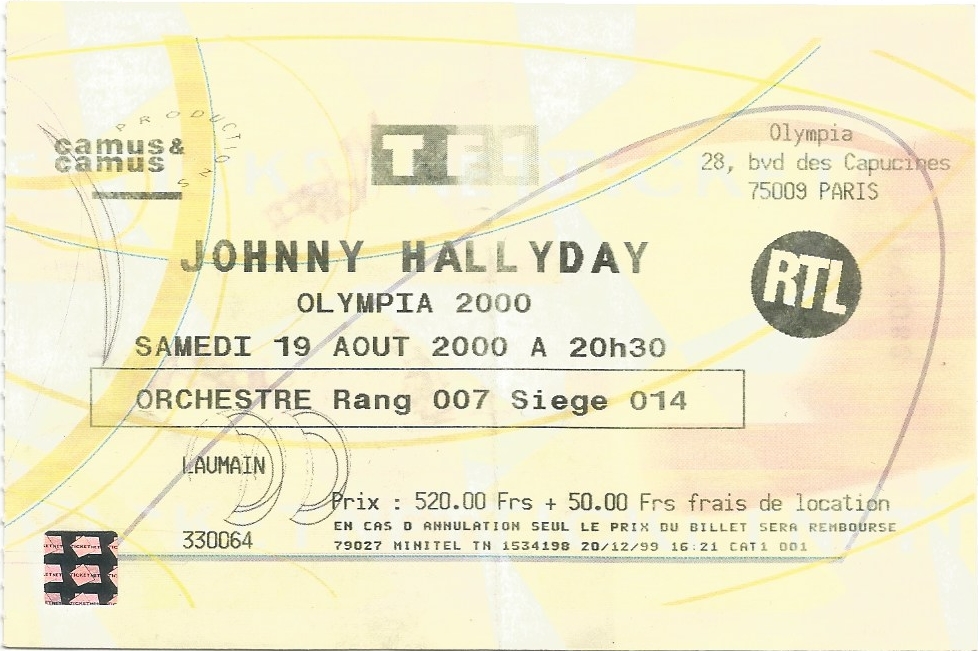 camus&
camus
PRODUCTIONS
TF1
Olympia
28, bvd des Capucines
75009 PARIS
JOHNNY HALLYDAY
OLYMPIA 2000
RTL
SAMEDI 19 AOUT 2000 A 20h30
ORCHESTRE Rang 007 Siege 014
LAUMAIN
Prix : 520.00 Frs + 50.00 Frs frais de location
EN CAS D ANNULATION SEUL LE PRIX DU BILLET SERA REMBOURSE
330064
79027 MINITEL TN 1534198 20/12/99 16:21 CAT1 001